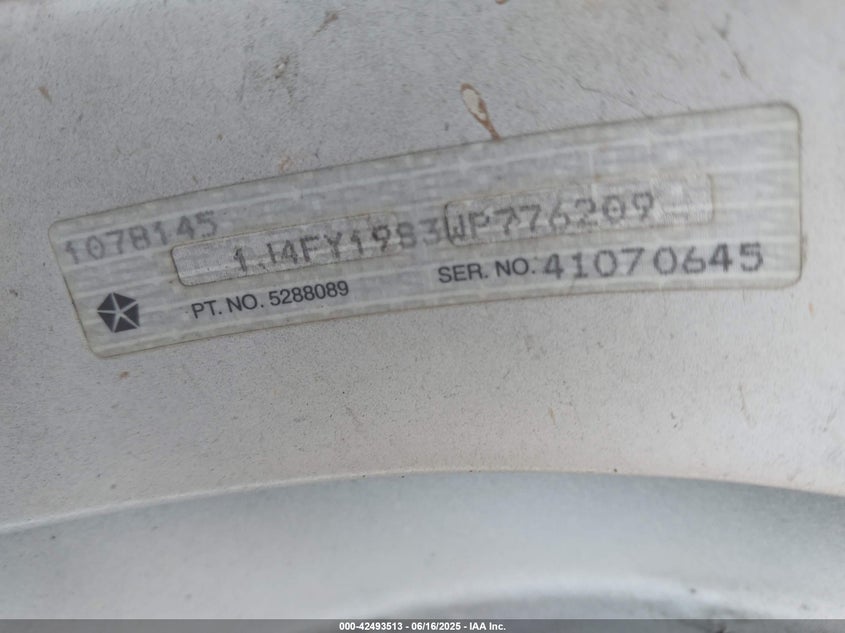 1078145
1J4FY19S3WP776209
PT. NO. 5288089 SER. NO. 41070645
000-42493513 - 06/16/2025 - IAA Inc.